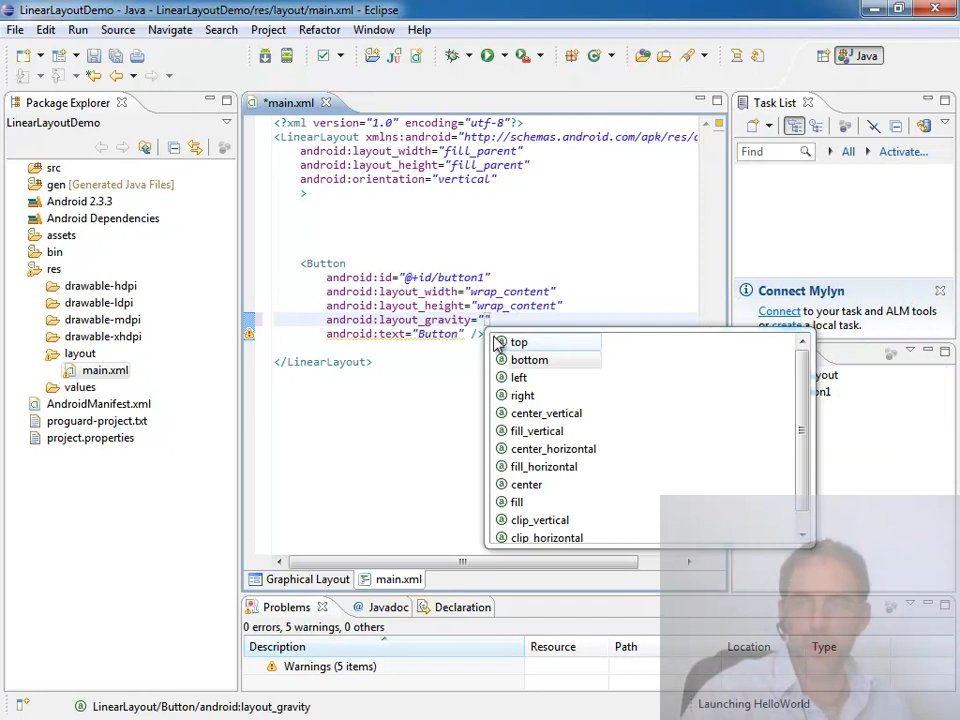 LinearLayoutDemo - Java - LinearLayoutDemo/res/layout/main.xml - Eclipse
File Edit Run Source Navigate Search Project Refactor Window Help
Java
Package Explorer
*main.xml
Task List
LinearLayoutDemo
src
gen [Generated Java Files]
Android 2.3.3
Android Dependencies
assets
bin
res
drawable-hdpi
drawable-ldpi
drawable-mdpi
drawable-xhdpi
layout
main.xml
values
AndroidManifest.xml
proguard-project.txt
project.properties
<?xml version="1.0" encoding="utf-8"?>
<LinearLayout xmlns:android="http://schemas.android.com/apk/res/
android:layout_width="fill_parent"
android:layout_height="fill_parent"
android:orientation="vertical"
>
<Button
android:id="@+id/button1"
android:layout_width="wrap_content"
android:layout_height="wrap_content"
android:layout_gravity=""
android:text="Button" />
</LinearLayout>
top
bottom
left
right
center_vertical
fill_vertical
center_horizontal
fill_horizontal
center
fill
clip_vertical
clip_horizontal
Find All Activate...
Connect Mylyn
Connect to your task and ALM tools
or create a local task.
Graphical Layout main.xml
Problems Javadoc Declaration
0 errors, 5 warnings, 0 others
Description Resource Path Location Type
Warnings (5 items)
LinearLayout/Button/android:layout_gravity
Launching HelloWorld